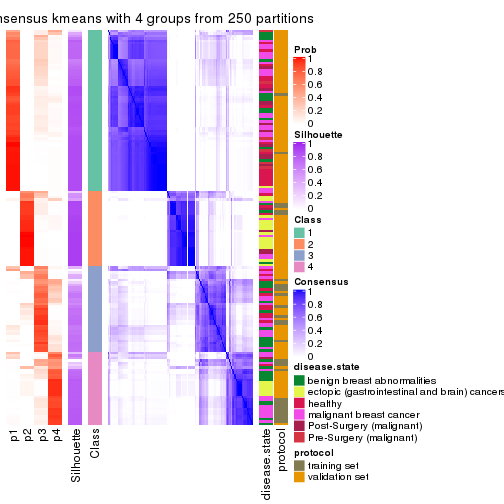 nsensus kmeans with 4 groups from 250 partitions
Prob
1
0.8
0.6
0.4
0.2
0
Silhouette
1
0.8
0.6
0.4
0.2
0
Class
1
2
3
4
Consensus
1
0.8
0.6
0.4
0.2
0
disease.state
benign breast abnormalities
ectopic (gastrointestinal and brain) cancers
healthy
malignant breast cancer
Post-Surgery (malignant)
Pre-Surgery (malignant)
protocol
training set
validation set
p1
p2
p3
p4
Silhouette
Class
disease.state
protocol